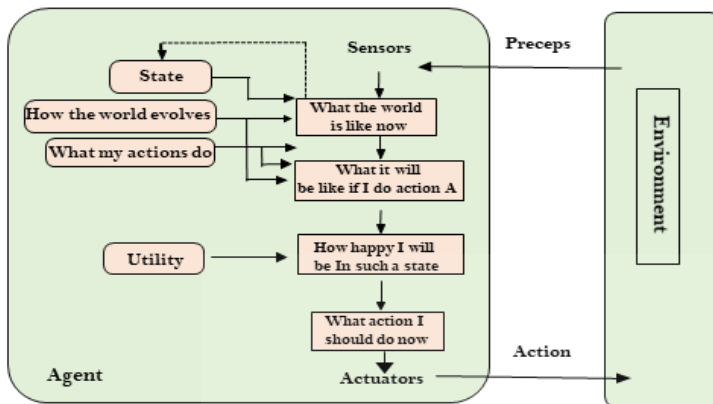 Sensors
Preceps
State
How the world evolves
What the world
is like now
What my actions do
What it will
be like if I do action A
Environment
Utility
How happy I will
be In such a state
What action I
should do now
Agent
Actuators
Action